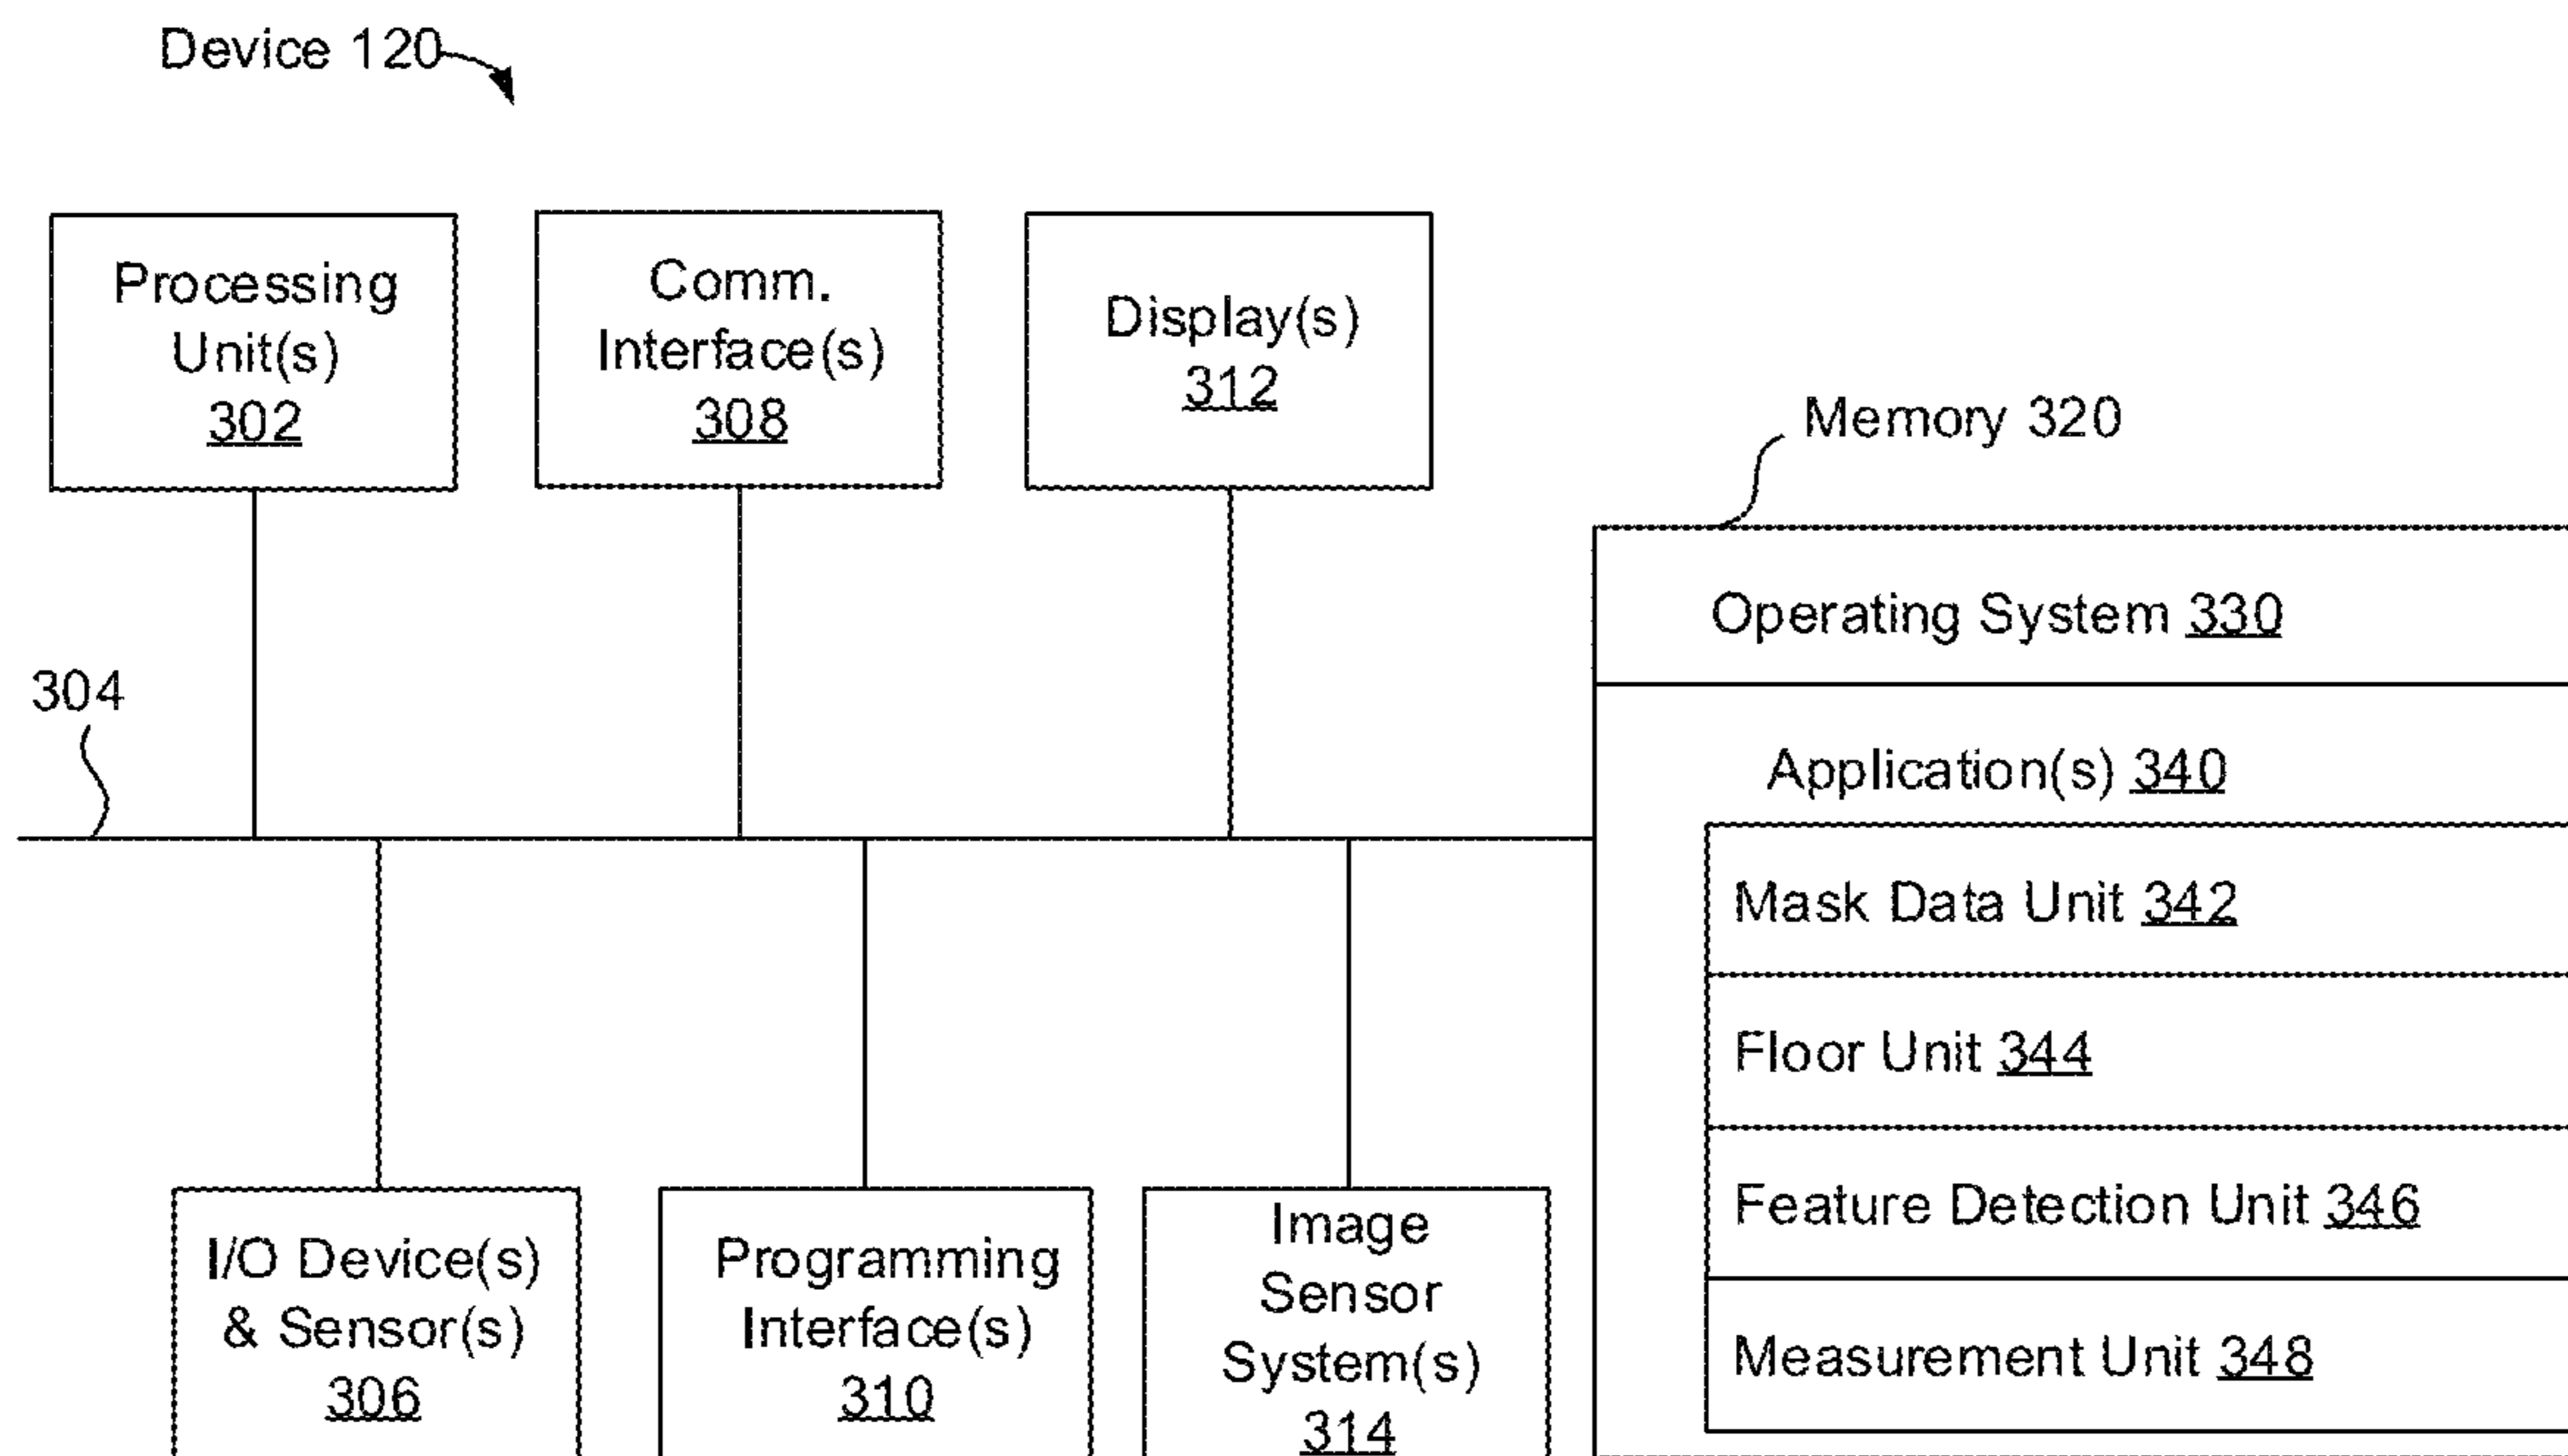 Device 120
Processing
Unit(s)
302
Comm.
Interface(s)
308
Display(s)
312
Memory 320
Operating System 330
304
Application(s) 340
Mask Data Unit 342
Floor Unit 344
Feature Detection Unit 346
Measurement Unit 348
I/O Device(s)
& Sensor(s)
306
Programming
Interface(s)
310
Image
Sensor
System(s)
314